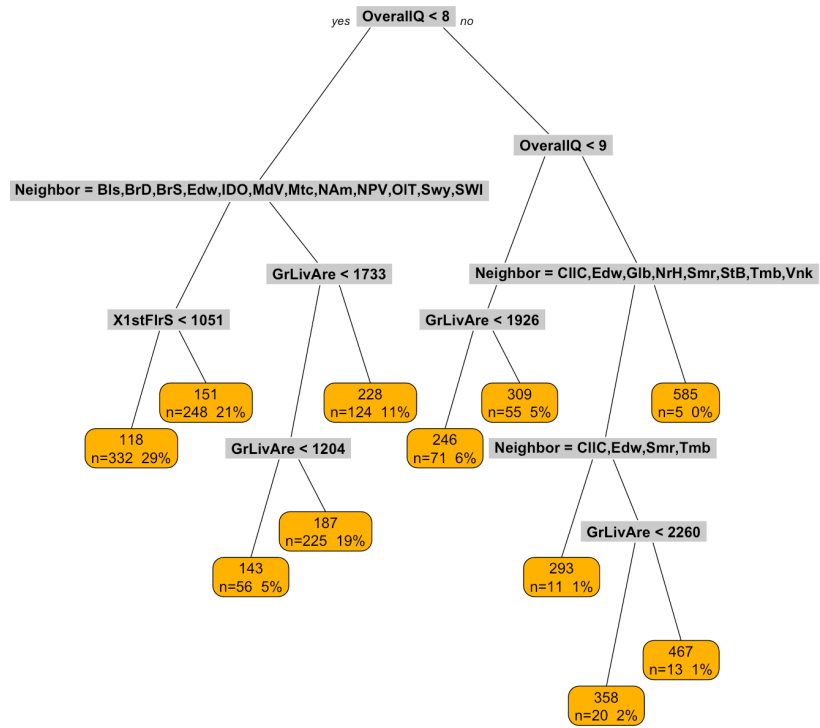 yes OverallQ < 8 no
OverallQ < 9
Neighbor = Bls,BrD,BrS,Edw,IDO,MdV,Mtc,NAm,NPV,OlT,Swy,SWI
GrLivAre < 1733
Neighbor = ClIC,Edw,Glb,NrH,Smr,StB,Tmb,Vnk
X1stFlrS < 1051
GrLivAre < 1926
151
n=248 21%
228
n=124 11%
309
n=55 5%
585
n=5 0%
118
n=332 29%
GrLivAre < 1204
246
n=71 6%
Neighbor = ClIC,Edw,Smr,Tmb
187
n=225 19%
GrLivAre < 2260
143
n=56 5%
293
n=11 1%
467
n=13 1%
358
n=20 2%